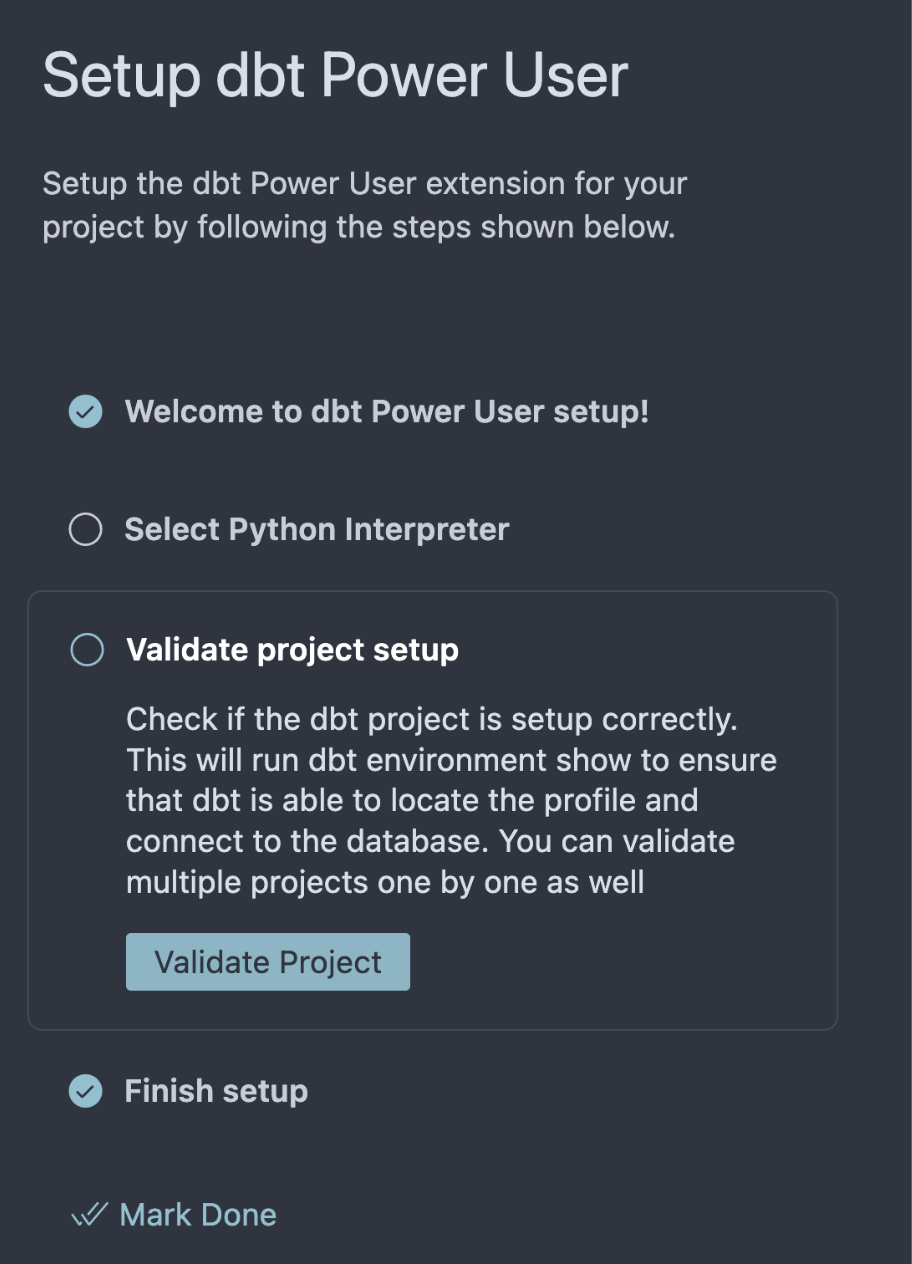 Setup dbt Power User
Setup the dbt Power User extension for your
project by following the steps shown below.
Welcome to dbt Power User setup!
Select Python Interpreter
Validate project setup
Check if the dbt project is setup correctly.
This will run dbt environment show to ensure
that dbt is able to locate the profile and
connect to the database. You can validate
multiple projects one by one as well
Validate Project
Finish setup
Mark Done